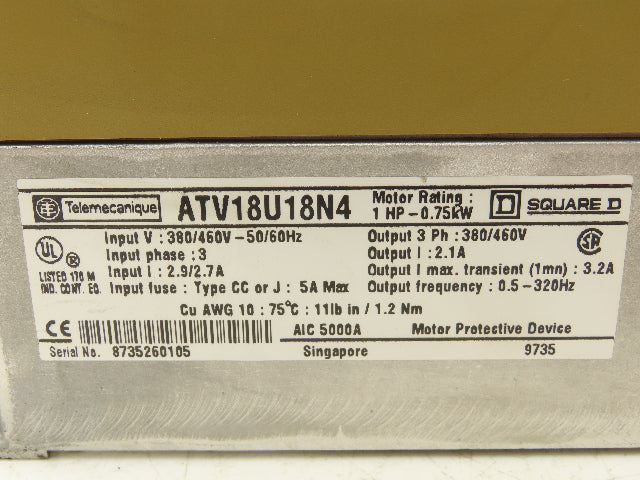 Telemecanique ATV18U18N4 Motor Rating : 1 HP - 0.75kW SQUARE D
Input V : 380/460V - 50/60Hz
Input phase : 3
Input I : 2.9/2.7A
Input fuse : Type CC or J : 5A Max
Output 3 Ph : 380/460V
Output I : 2.1A
Output I max. transient (1mn) : 3.2A
Output frequency : 0.5 - 320Hz
UL ®
LISTED 170 M
IND. CONT. EQ.
SA
Cu AWG 10 : 75°C : 11lb in / 1.2 Nm
CE AIC 5000A Motor Protective Device
Serial No. 8735260105 Singapore 9735